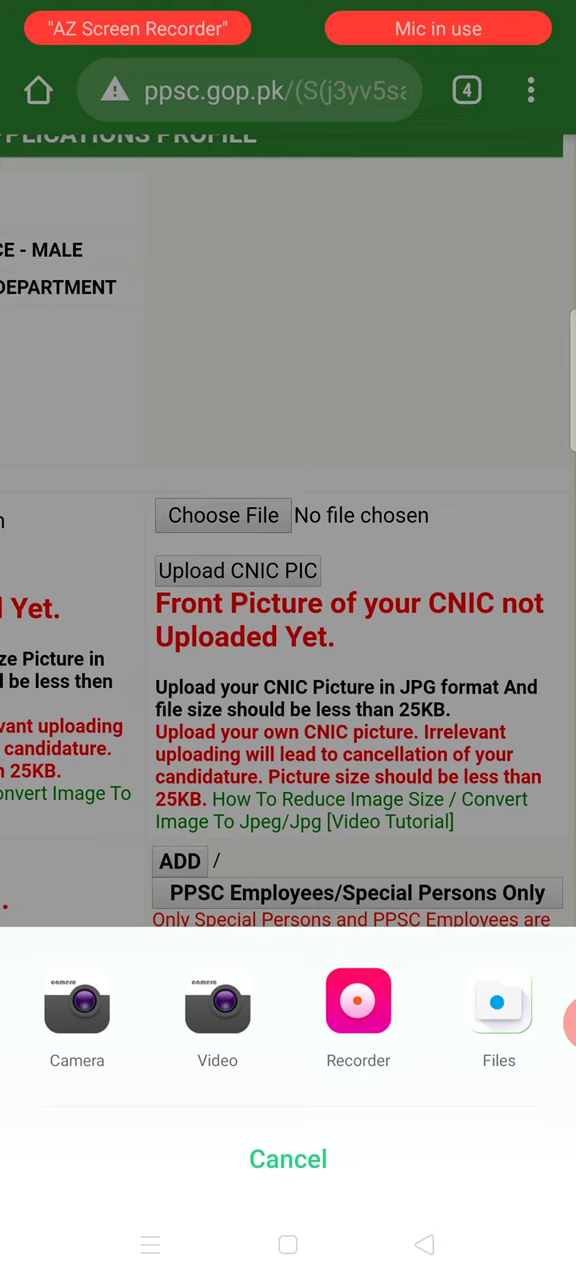 "AZ Screen Recorder"
Mic in use
ppsc.gop.pk/(S(j3yv5sa
4
PPLICATIONS PROFILE
CE - MALE
DEPARTMENT
n
Choose File No file chosen
Upload CNIC PIC
d Yet.
Front Picture of your CNIC not
Uploaded Yet.
ze Picture in
d be less then
vant uploading
candidature.
n 25KB.
onvert Image To
Upload your CNIC Picture in JPG format And
file size should be less than 25KB.
Upload your own CNIC picture. Irrelevant
uploading will lead to cancellation of your
candidature. Picture size should be less than
25KB. How To Reduce Image Size / Convert
Image To Jpeg/Jpg [Video Tutorial]
ADD /
PPSC Employees/Special Persons Only
Only Special Persons and PPSC Employees are
camera
camera
Camera
Video
Recorder
Files
Cancel